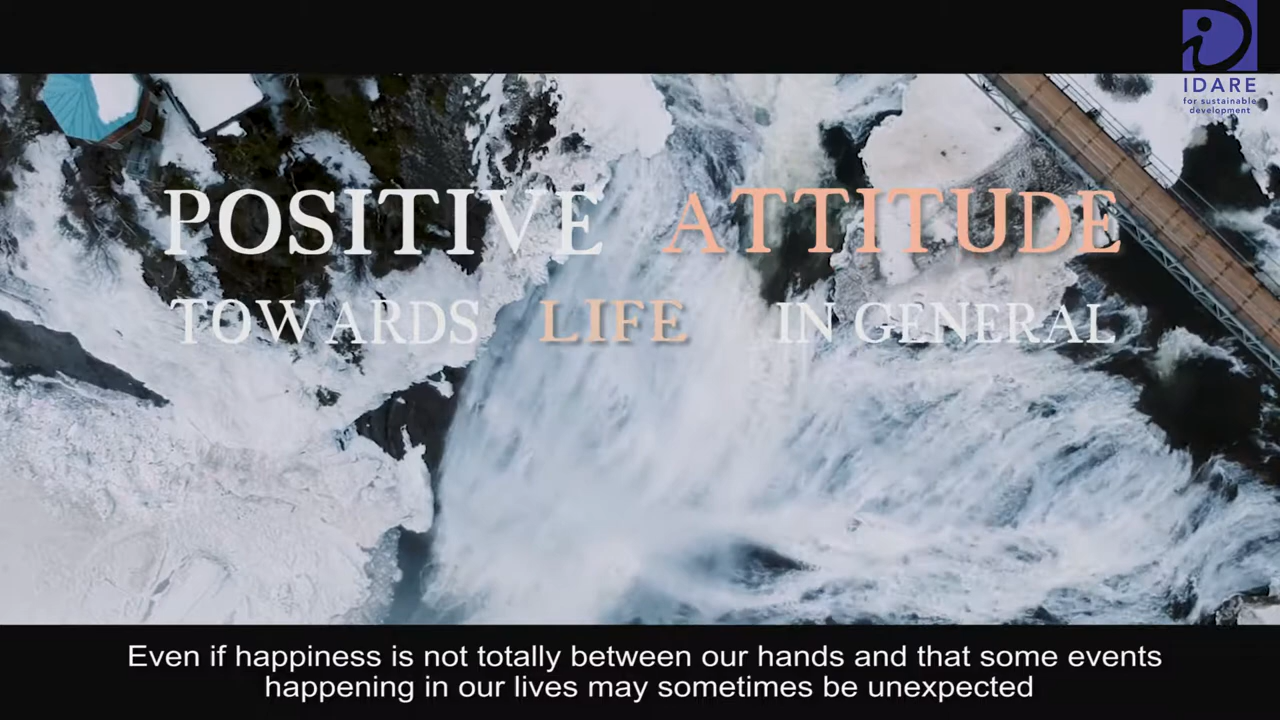 IDARE
for sustainable
development
POSITIVE ATTITUDE
TOWARDS LIFE IN GENERAL
Even if happiness is not totally between our hands and that some events
happening in our lives may sometimes be unexpected